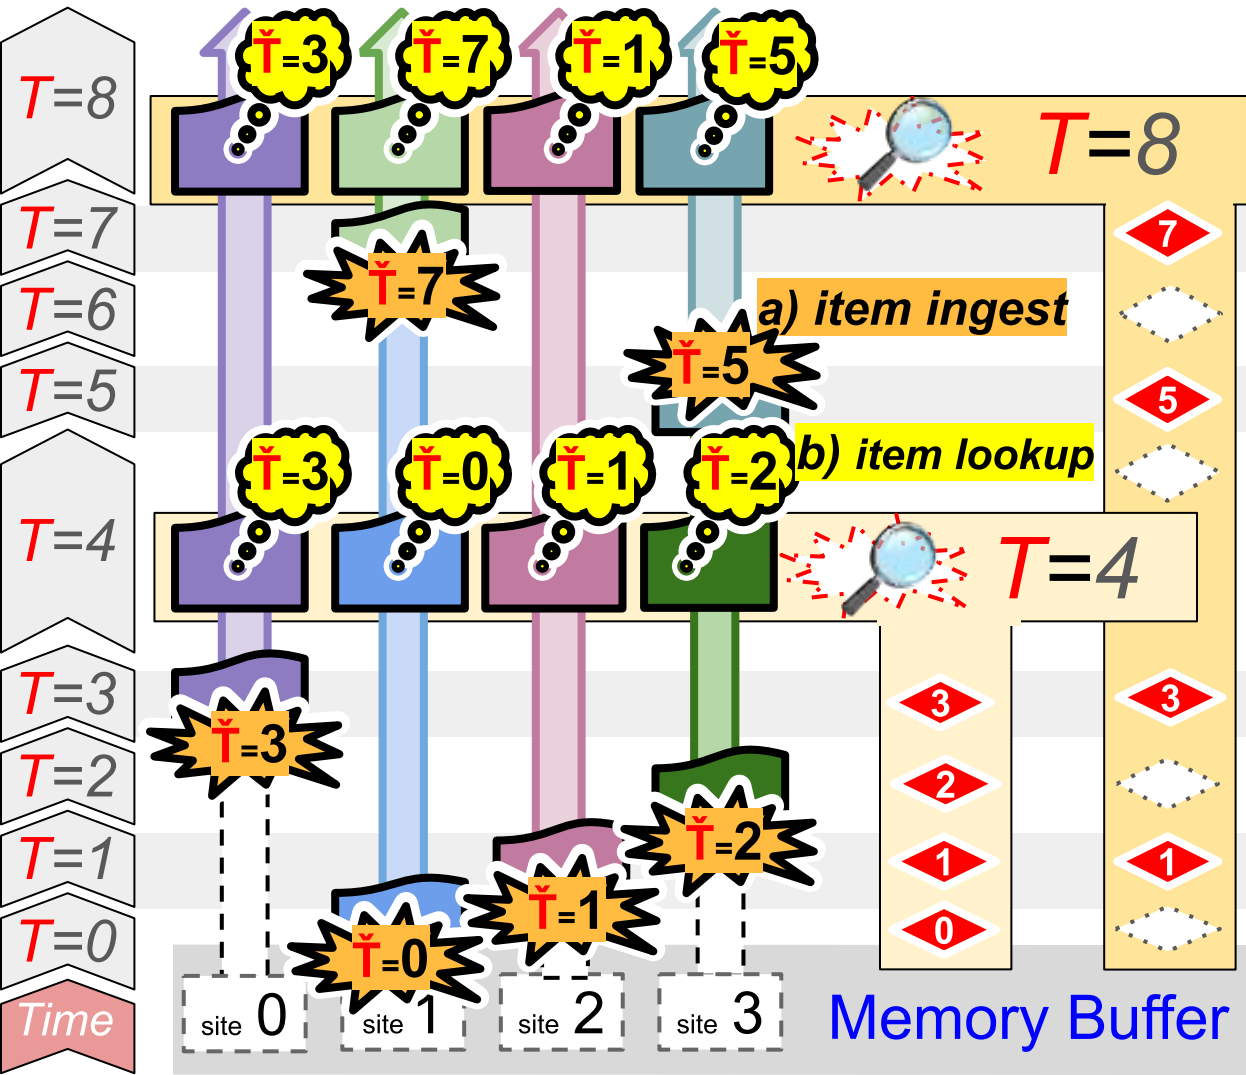 T=8
Ť=3
Ť=7
Ť=1
Ť=5
T=8
T=7
7
Ť=7
T=6
a) item ingest
Ť=5
T=5
5
Ť=3
Ť=0
Ť=1
Ť=2
b) item lookup
T=4
T=4
T=3
3
3
Ť=3
T=2
2
Ť=2
T=1
1
1
Ť=1
T=0
0
Ť=0
Time
site 0
site 1
site 2
site 3
Memory Buffer